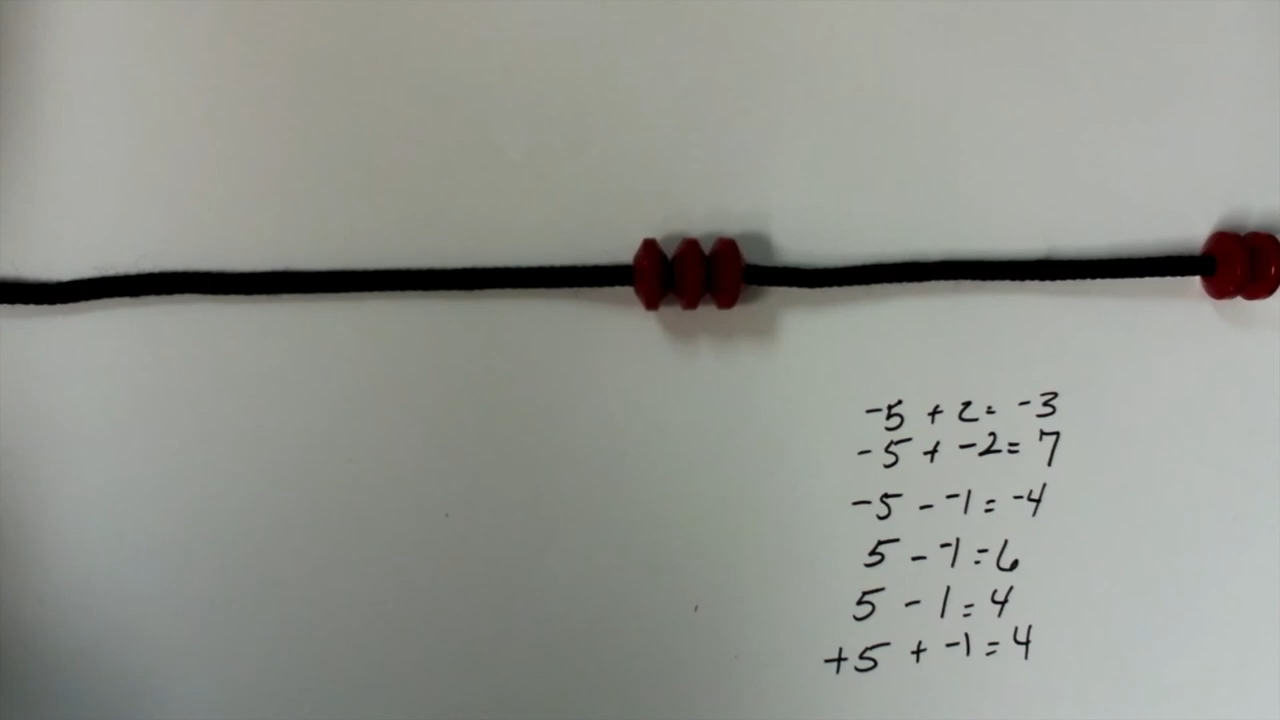 -5 + 2 = -3
-5 + -2 = 7
-5 - -1 = -4
5 - -1 = 6
5 - 1 = 4
+5 + -1 = 4